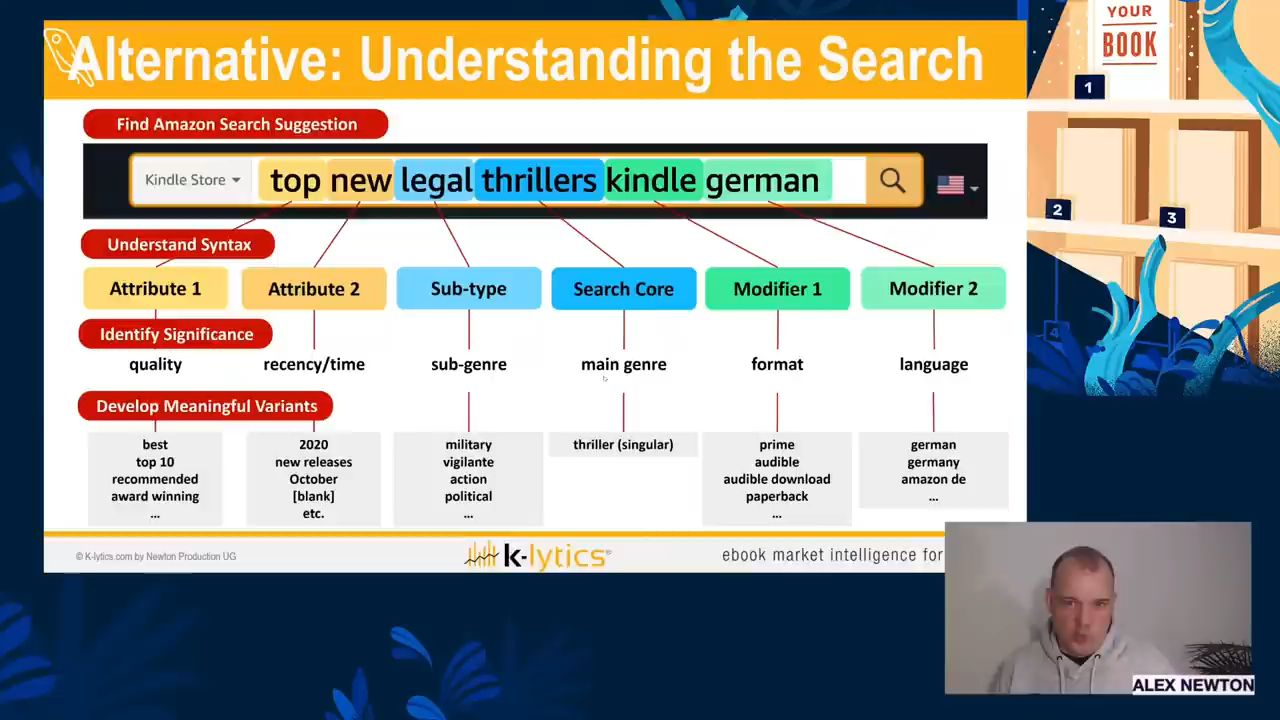 Alternative: Understanding the Search
YOUR
BOOK
1
2
3
4
Find Amazon Search Suggestion
Kindle Store
top new legal thrillers kindle german
Understand Syntax
Attribute 1
Attribute 2
Sub-type
Search Core
Modifier 1
Modifier 2
Identify Significance
quality
recency/time
sub-genre
main genre
format
language
Develop Meaningful Variants
best
top 10
recommended
award winning
...
2020
new releases
October
[blank]
etc.
military
vigilante
action
political
...
thriller (singular)
prime
audible
audible download
paperback
...
german
germany
amazon de
...
© K-lytics.com by Newton Production UG
k-lytics®
ebook market intelligence for
ALEX NEWTON